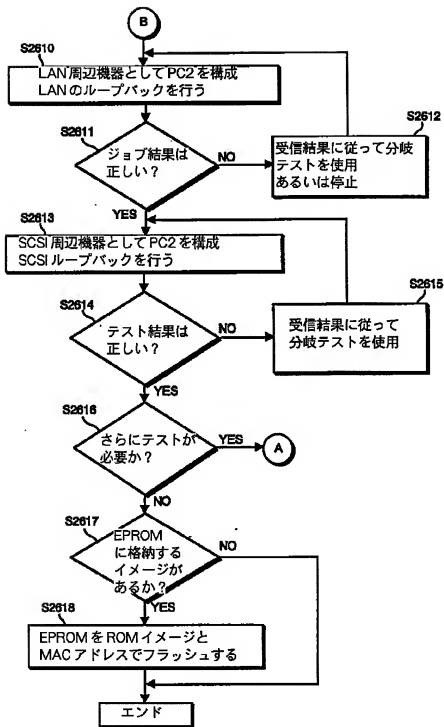 B
S2610
LAN周辺機器としてPC2を構成
LANのループバックを行う
S2611
ジョブ結果は
正しい?
NO
S2612
受信結果に従って分岐
テストを使用
あるいは停止
YES
S2613
SCSI周辺機器としてPC2を構成
SCSIループバックを行う
S2614
テスト結果は
正しい?
NO
S2615
受信結果に従って
分岐テストを使用
YES
S2616
さらにテストが
必要か?
YES
A
NO
S2617
EPROM
に格納する
イメージが
あるか?
NO
YES
S2618
EPROMをROMイメージと
MACアドレスでフラッシュする
エンド